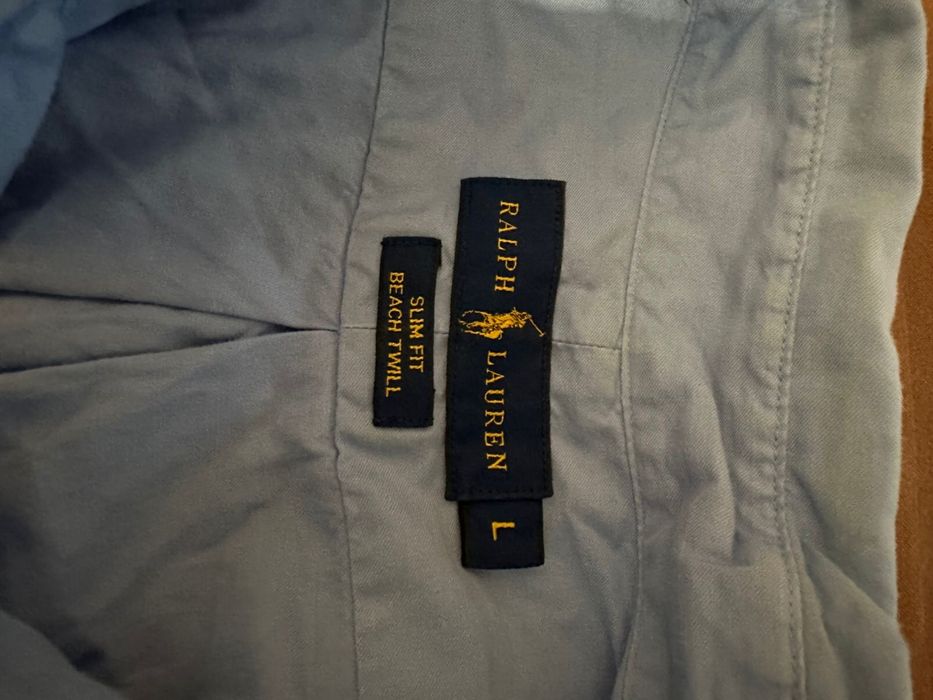 RALPH LAUREN
L
SLIM FIT
BEACH TWILL